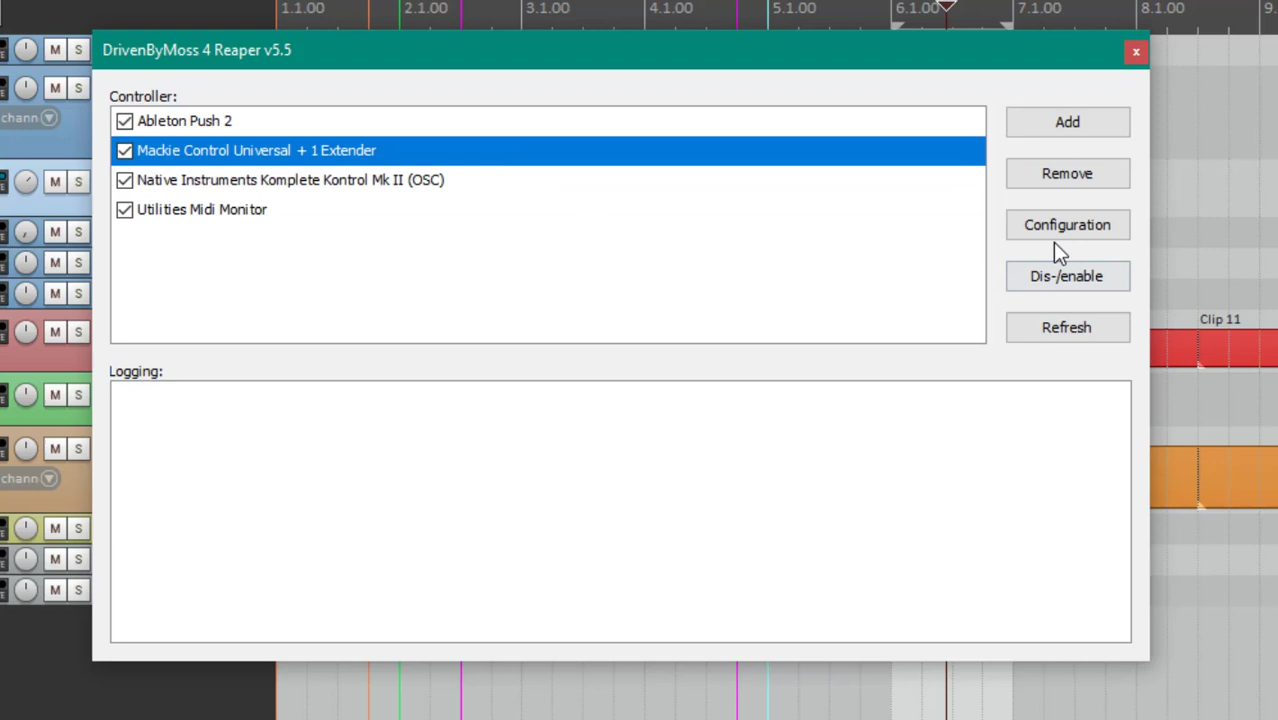 1.1.00 2.1.00 3.1.00 4.1.00 5.1.00 6.1.00 7.1.00 8.1.00 9.
DrivenByMoss 4 Reaper v5.5
x
Controller:
Ableton Push 2
Mackie Control Universal + 1 Extender
Native Instruments Komplete Kontrol Mk II (OSC)
Utilities Midi Monitor
Add
Remove
Configuration
Dis-/enable
Refresh
Logging:
M S
M S
chann
M S
M S
M S
M S
M S
M S
M S
chann
M S
M S
M S
Clip 11